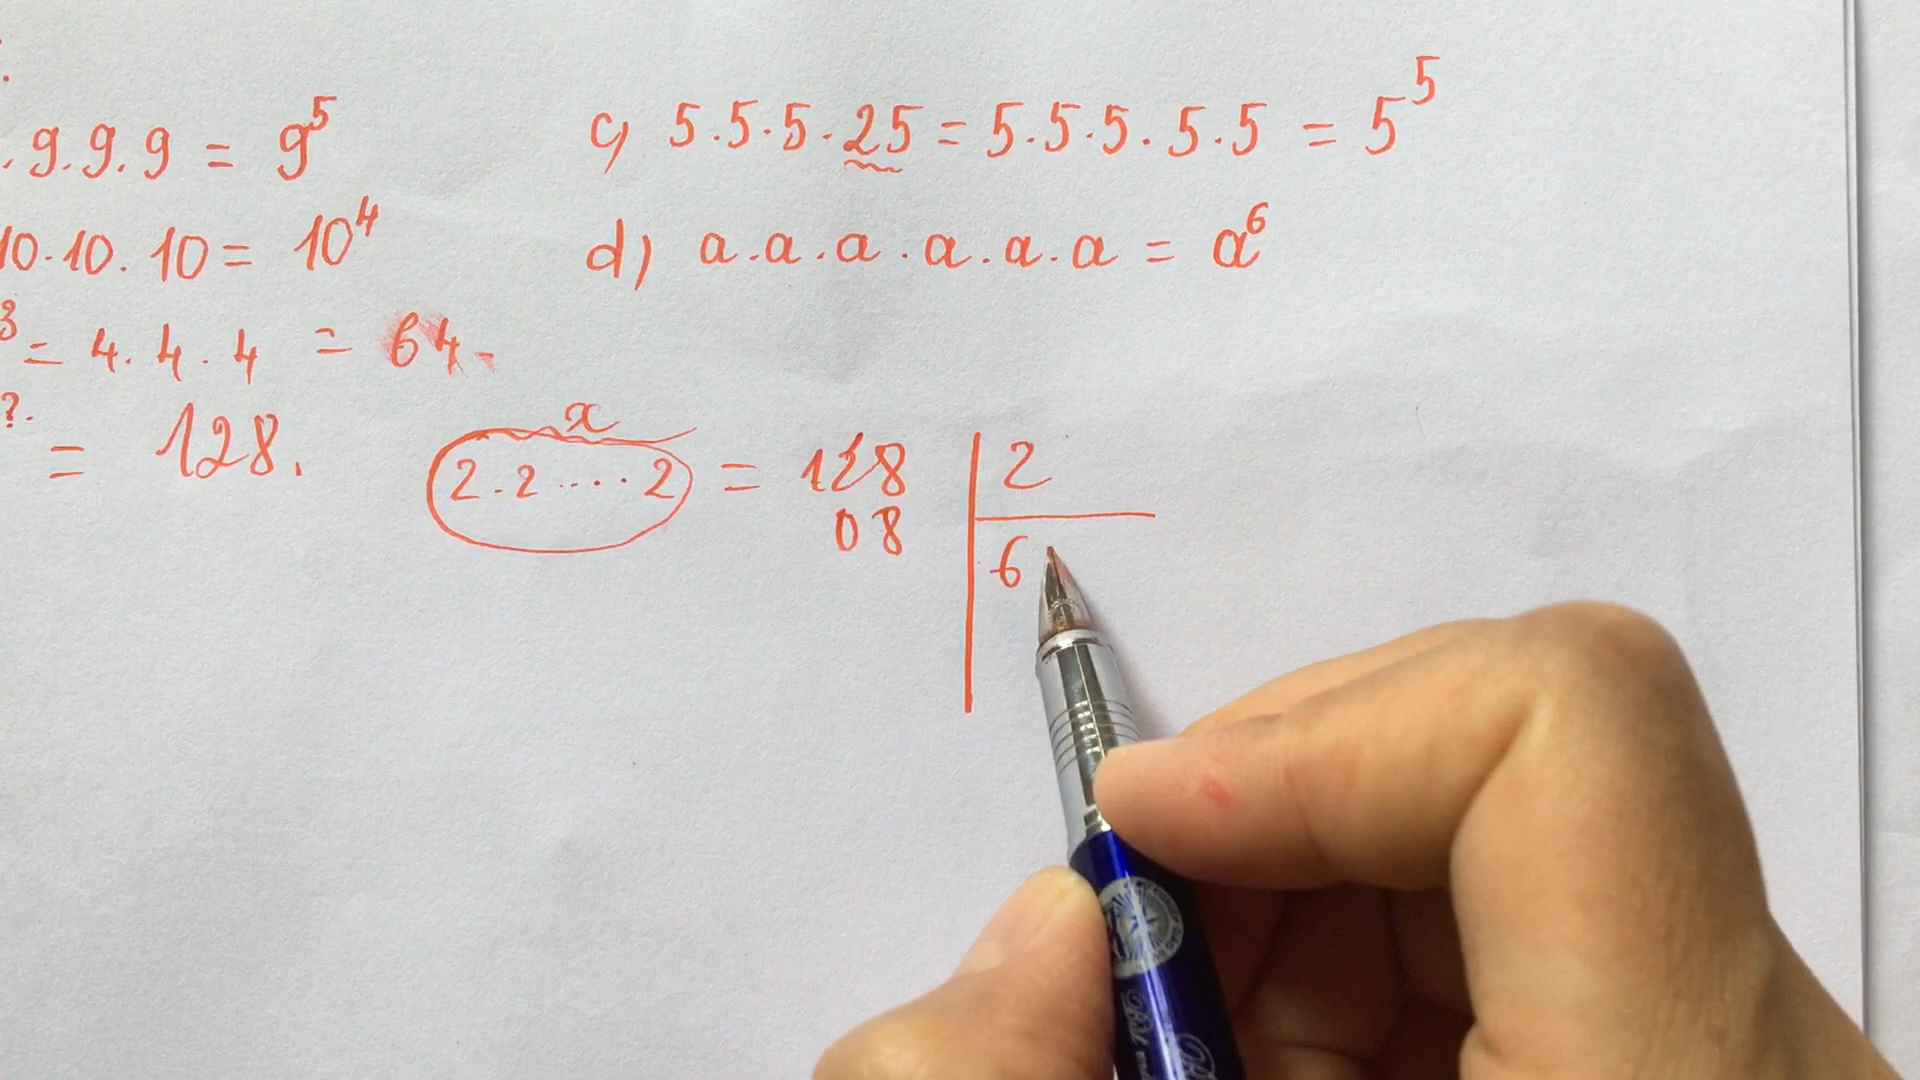 . 9. 9. 9 = 9⁵
c) 5.5.5.25 = 5.5.5.5.5 = 5⁵
10.10.10 = 10⁴
d) a.a.a.a.a.a = a⁶
³ = 4.4.4 = 64.
?. = 128.
x
2.2....2 = 128 | 2
08 | 6